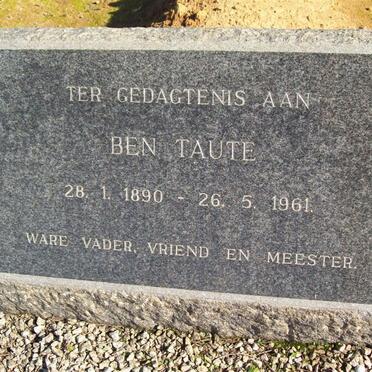 TER GEDAGTENIS AAN
BEN TAUTE
28. 1. 1890 - 26. 5. 1961.
WARE VADER, VRIEND EN MEESTER.